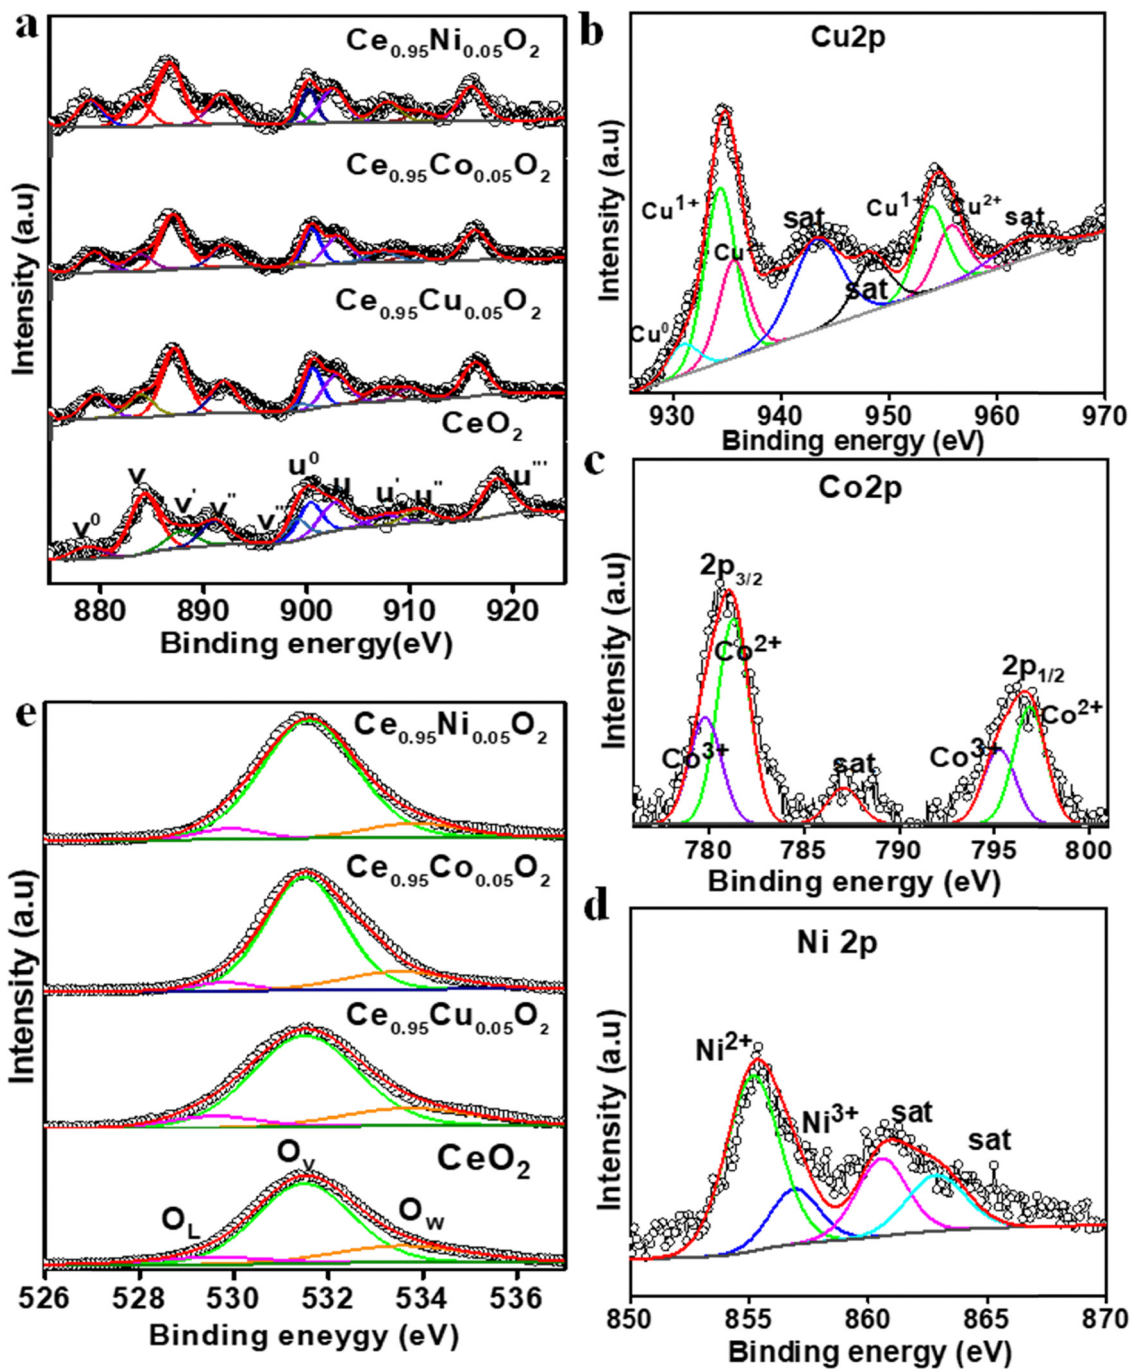 a
Ce0.95Ni0.05O2
Ce0.95Co0.05O2
Ce0.95Cu0.05O2
CeO2
v0 v v' v'' v''' u0 u u' u'' u'''
Intensity (a.u)
880 890 900 910 920
Binding energy(eV)
b
Cu2p
Cu0 Cu1+ Cu2+ sat sat Cu1+ Cu2+ sat
Intensity (a.u)
930 940 950 960 970
Binding energy (eV)
c
Co2p
2p3/2
Co3+ Co2+ sat
2p1/2
Co3+ Co2+
Intensity (a.u)
780 785 790 795 800
Binding energy (eV)
d
Ni 2p
Ni2+ Ni3+ sat sat
Intensity (a.u)
850 855 860 865 870
Binding energy (eV)
e
Ce0.95Ni0.05O2
Ce0.95Co0.05O2
Ce0.95Cu0.05O2
CeO2
OL Ov Ow
Intensity (a.u)
526 528 530 532 534 536
Binding eneygy (eV)